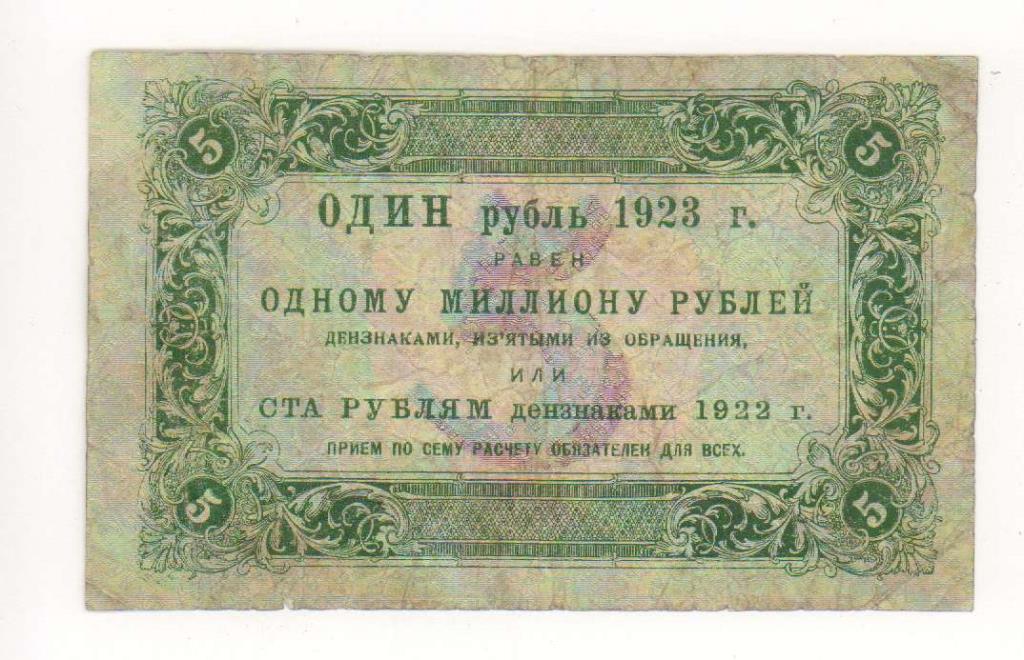 5 5
ОДИН рубль 1923 г.
РАВЕН
ОДНОМУ МИЛЛИОНУ РУБЛЕЙ
ДЕНЗНАКАМИ, ИЗ'ЯТЫМИ ИЗ ОБРАЩЕНИЯ,
ИЛИ
СТА РУБЛЯМ дензнаками 1922 г.
ПРИЕМ ПО СЕМУ РАСЧЕТУ ОБЯЗАТЕЛЕН ДЛЯ ВСЕХ.
5 5